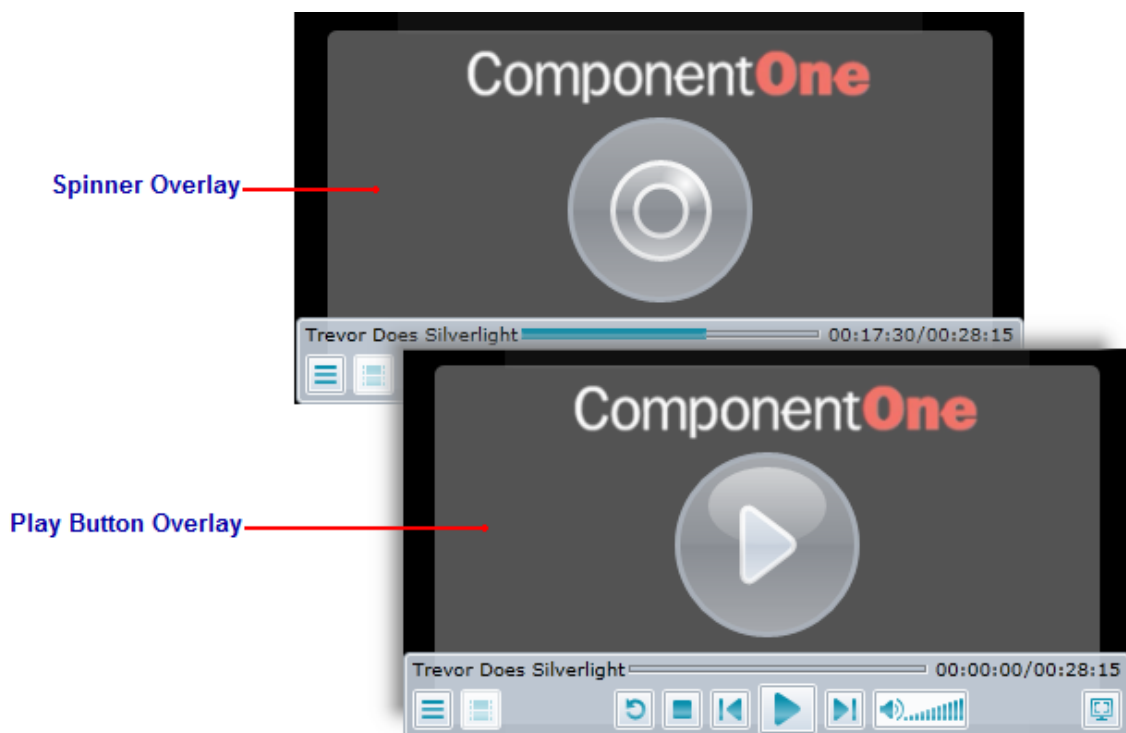 ComponentOne
Spinner Overlay
Trevor Does Silverlight 00:17:30/00:28:15
ComponentOne
Play Button Overlay
Trevor Does Silverlight 00:00:00/00:28:15